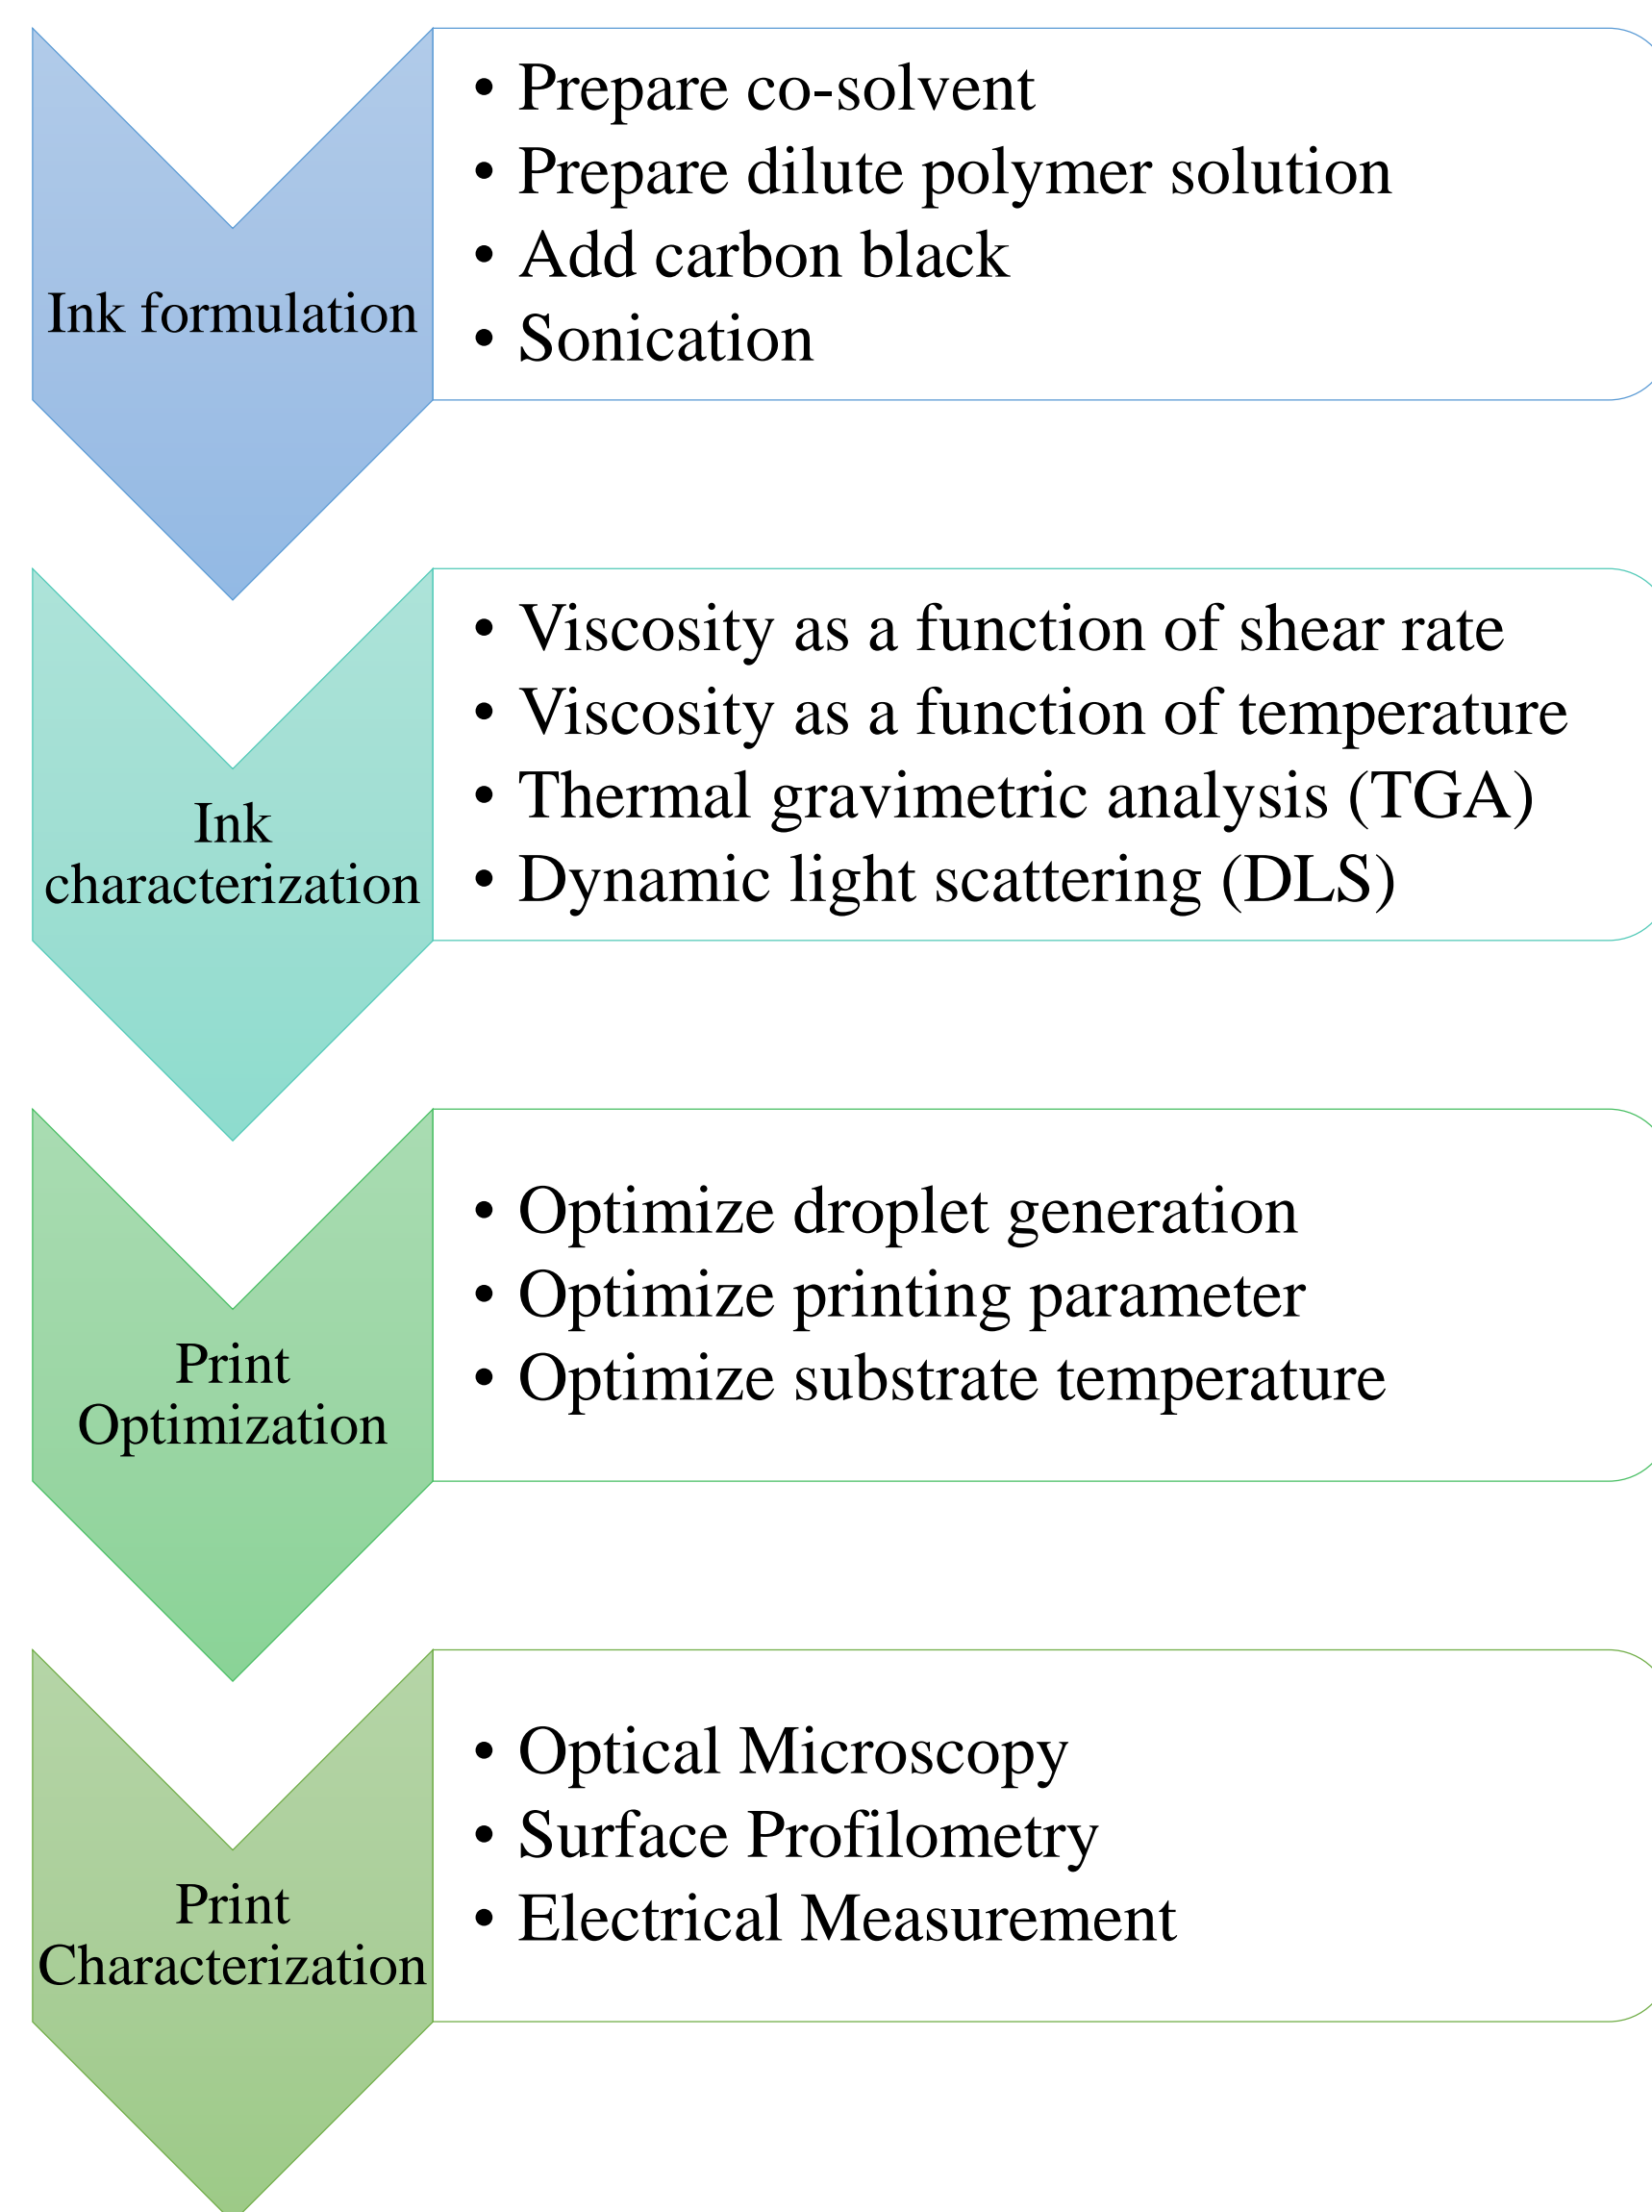 Ink formulation
• Prepare co-solvent
• Prepare dilute polymer solution
• Add carbon black
• Sonication
Ink
characterization
• Viscosity as a function of shear rate
• Viscosity as a function of temperature
• Thermal gravimetric analysis (TGA)
• Dynamic light scattering (DLS)
Print
Optimization
• Optimize droplet generation
• Optimize printing parameter
• Optimize substrate temperature
Print
Characterization
• Optical Microscopy
• Surface Profilometry
• Electrical Measurement